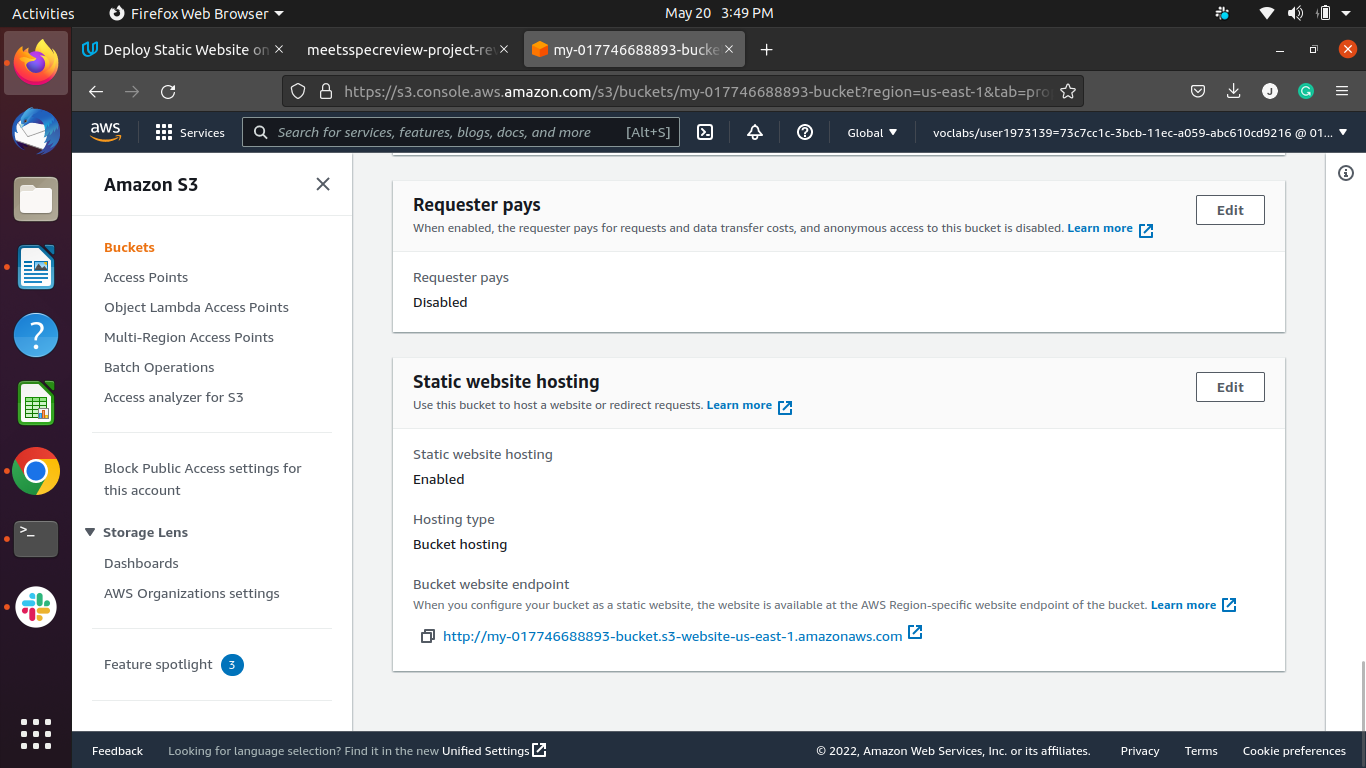 Activities
Firefox Web Browser
May 20 3:49 PM
Deploy Static Website on
meetsspecreview-project-re
my-017746688893-bucke
https://s3.console.aws.amazon.com/s3/buckets/my-017746688893-bucket?region=us-east-1&tab=pro
aws
Services
Search for services, features, blogs, docs, and more [Alt+S]
Global
voclabs/user1973139=73c7cc1c-3bcb-11ec-a059-abc610cd9216 @ 01...
Amazon S3
Buckets
Access Points
Object Lambda Access Points
Multi-Region Access Points
Batch Operations
Access analyzer for S3
Block Public Access settings for
this account
Storage Lens
Dashboards
AWS Organizations settings
Feature spotlight 3
Requester pays
Edit
When enabled, the requester pays for requests and data transfer costs, and anonymous access to this bucket is disabled. Learn more
Requester pays
Disabled
Static website hosting
Edit
Use this bucket to host a website or redirect requests. Learn more
Static website hosting
Enabled
Hosting type
Bucket hosting
Bucket website endpoint
When you configure your bucket as a static website, the website is available at the AWS Region-specific website endpoint of the bucket. Learn more
http://my-017746688893-bucket.s3-website-us-east-1.amazonaws.com
Feedback
Looking for language selection? Find it in the new Unified Settings
© 2022, Amazon Web Services, Inc. or its affiliates.
Privacy
Terms
Cookie preferences